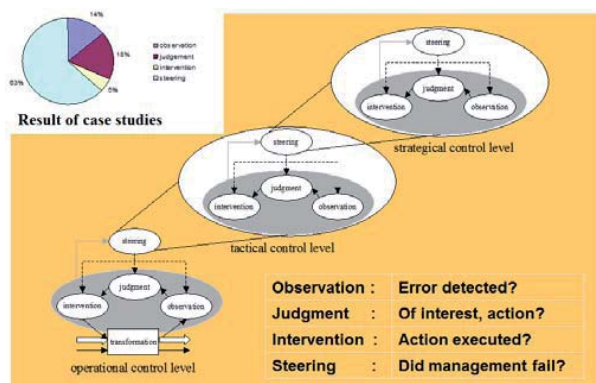 14%
18%
5%
63%
observation
judgement
intervention
steering
Result of case studies
steering
judgment
intervention
observation
strategical control level
steering
judgment
intervention
observation
tactical control level
steering
judgment
intervention
observation
transformation
operational control level
Observation : Error detected?
Judgment : Of interest, action?
Intervention : Action executed?
Steering : Did management fail?